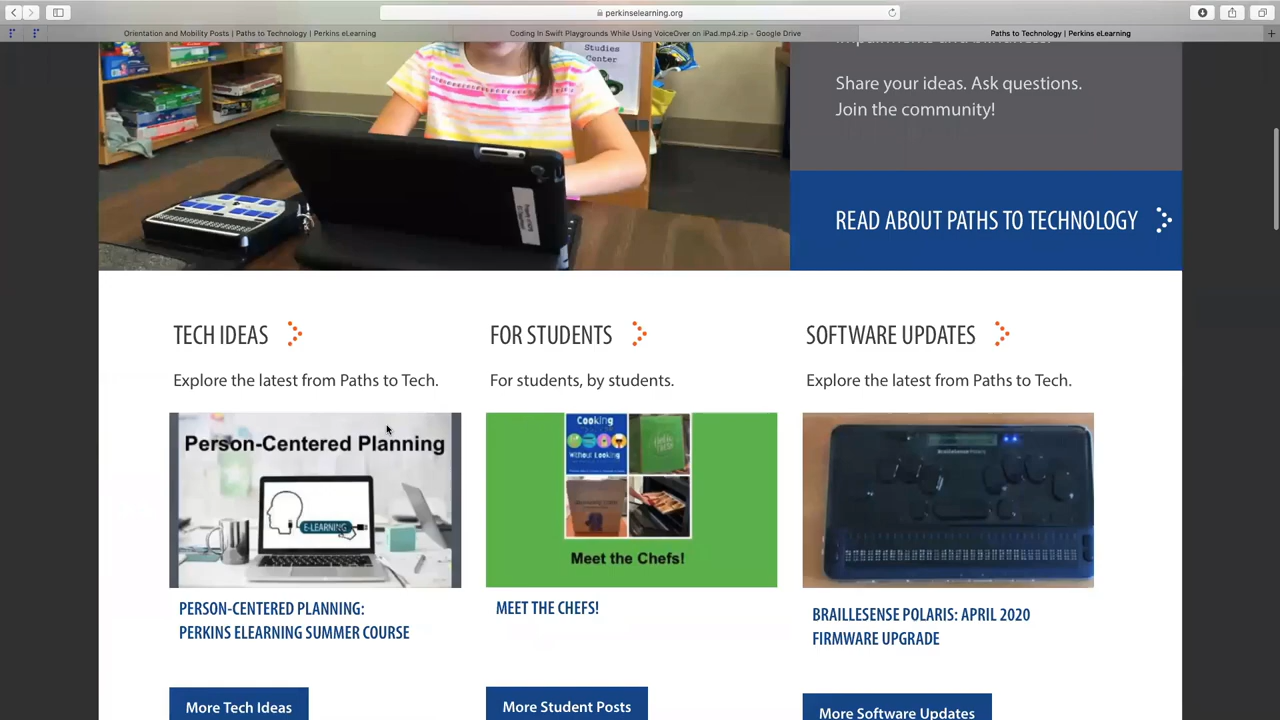 perkinselearning.org
Orientation and Mobility Posts | Paths to Technology | Perkins eLearning
Coding In Swift Playgrounds While Using VoiceOver on iPad.mp4.zip - Google Drive
Paths to Technology | Perkins eLearning
Studies
Center
Share your ideas. Ask questions.
Join the community!
READ ABOUT PATHS TO TECHNOLOGY
TECH IDEAS
FOR STUDENTS
SOFTWARE UPDATES
Explore the latest from Paths to Tech.
For students, by students.
Explore the latest from Paths to Tech.
Person-Centered Planning
E-LEARNING
Cooking
Without Looking
Meet the Chefs!
PERSON-CENTERED PLANNING:
PERKINS ELEARNING SUMMER COURSE
MEET THE CHEFS!
BRAILLESENSE POLARIS: APRIL 2020
FIRMWARE UPGRADE
More Tech Ideas
More Student Posts
More Software Updates